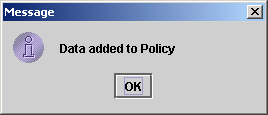 Message
Data added to Policy
OK